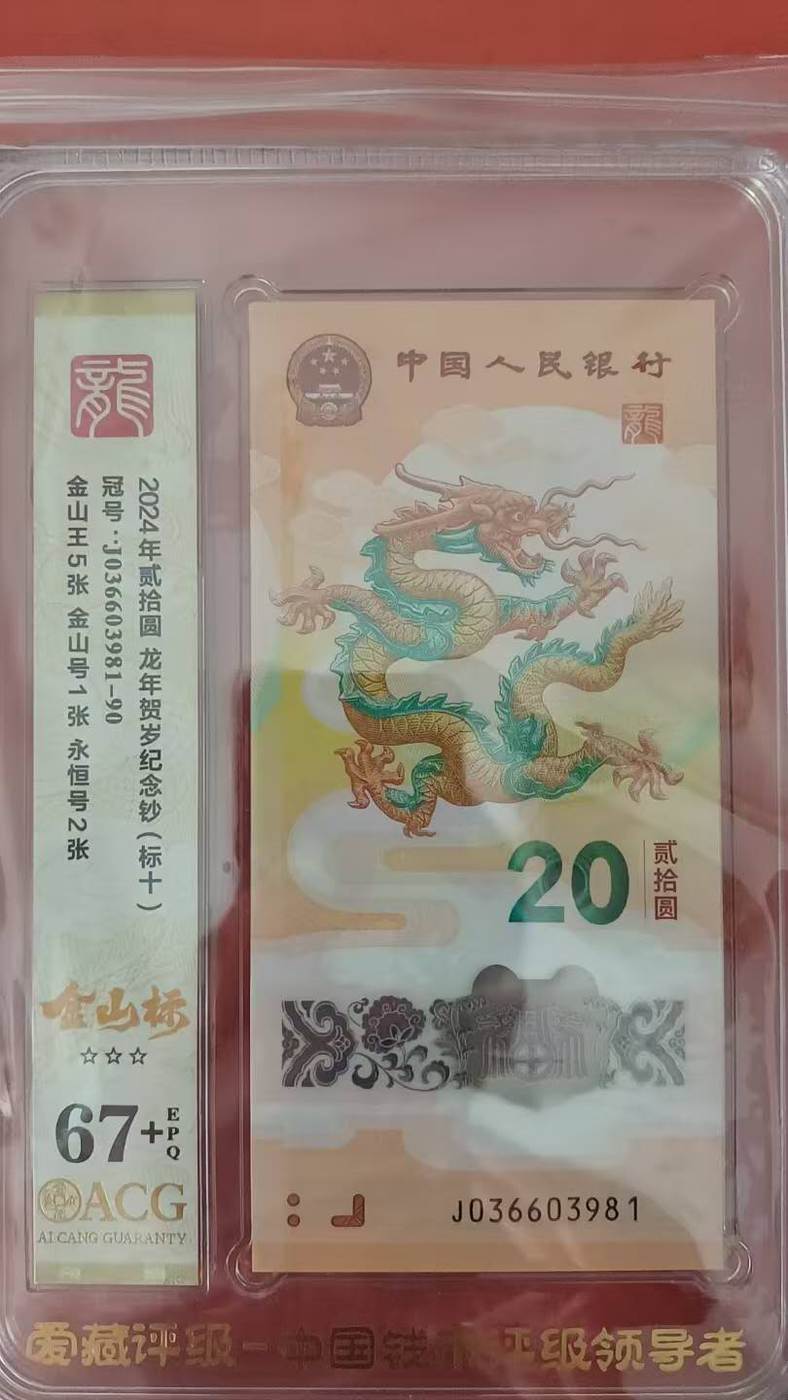 龍
2024年贰拾圆 龙年贺岁纪念钞(标十)
冠号:J036603981-90
金山王5张 金山号1张 永恒号2张
金山标
☆☆☆
67+EPQ
ACG
AI CANG GUARANTY
中国人民银行
龍
20
贰拾圆
J036603981
爱藏评级-中国钱币评级领导者